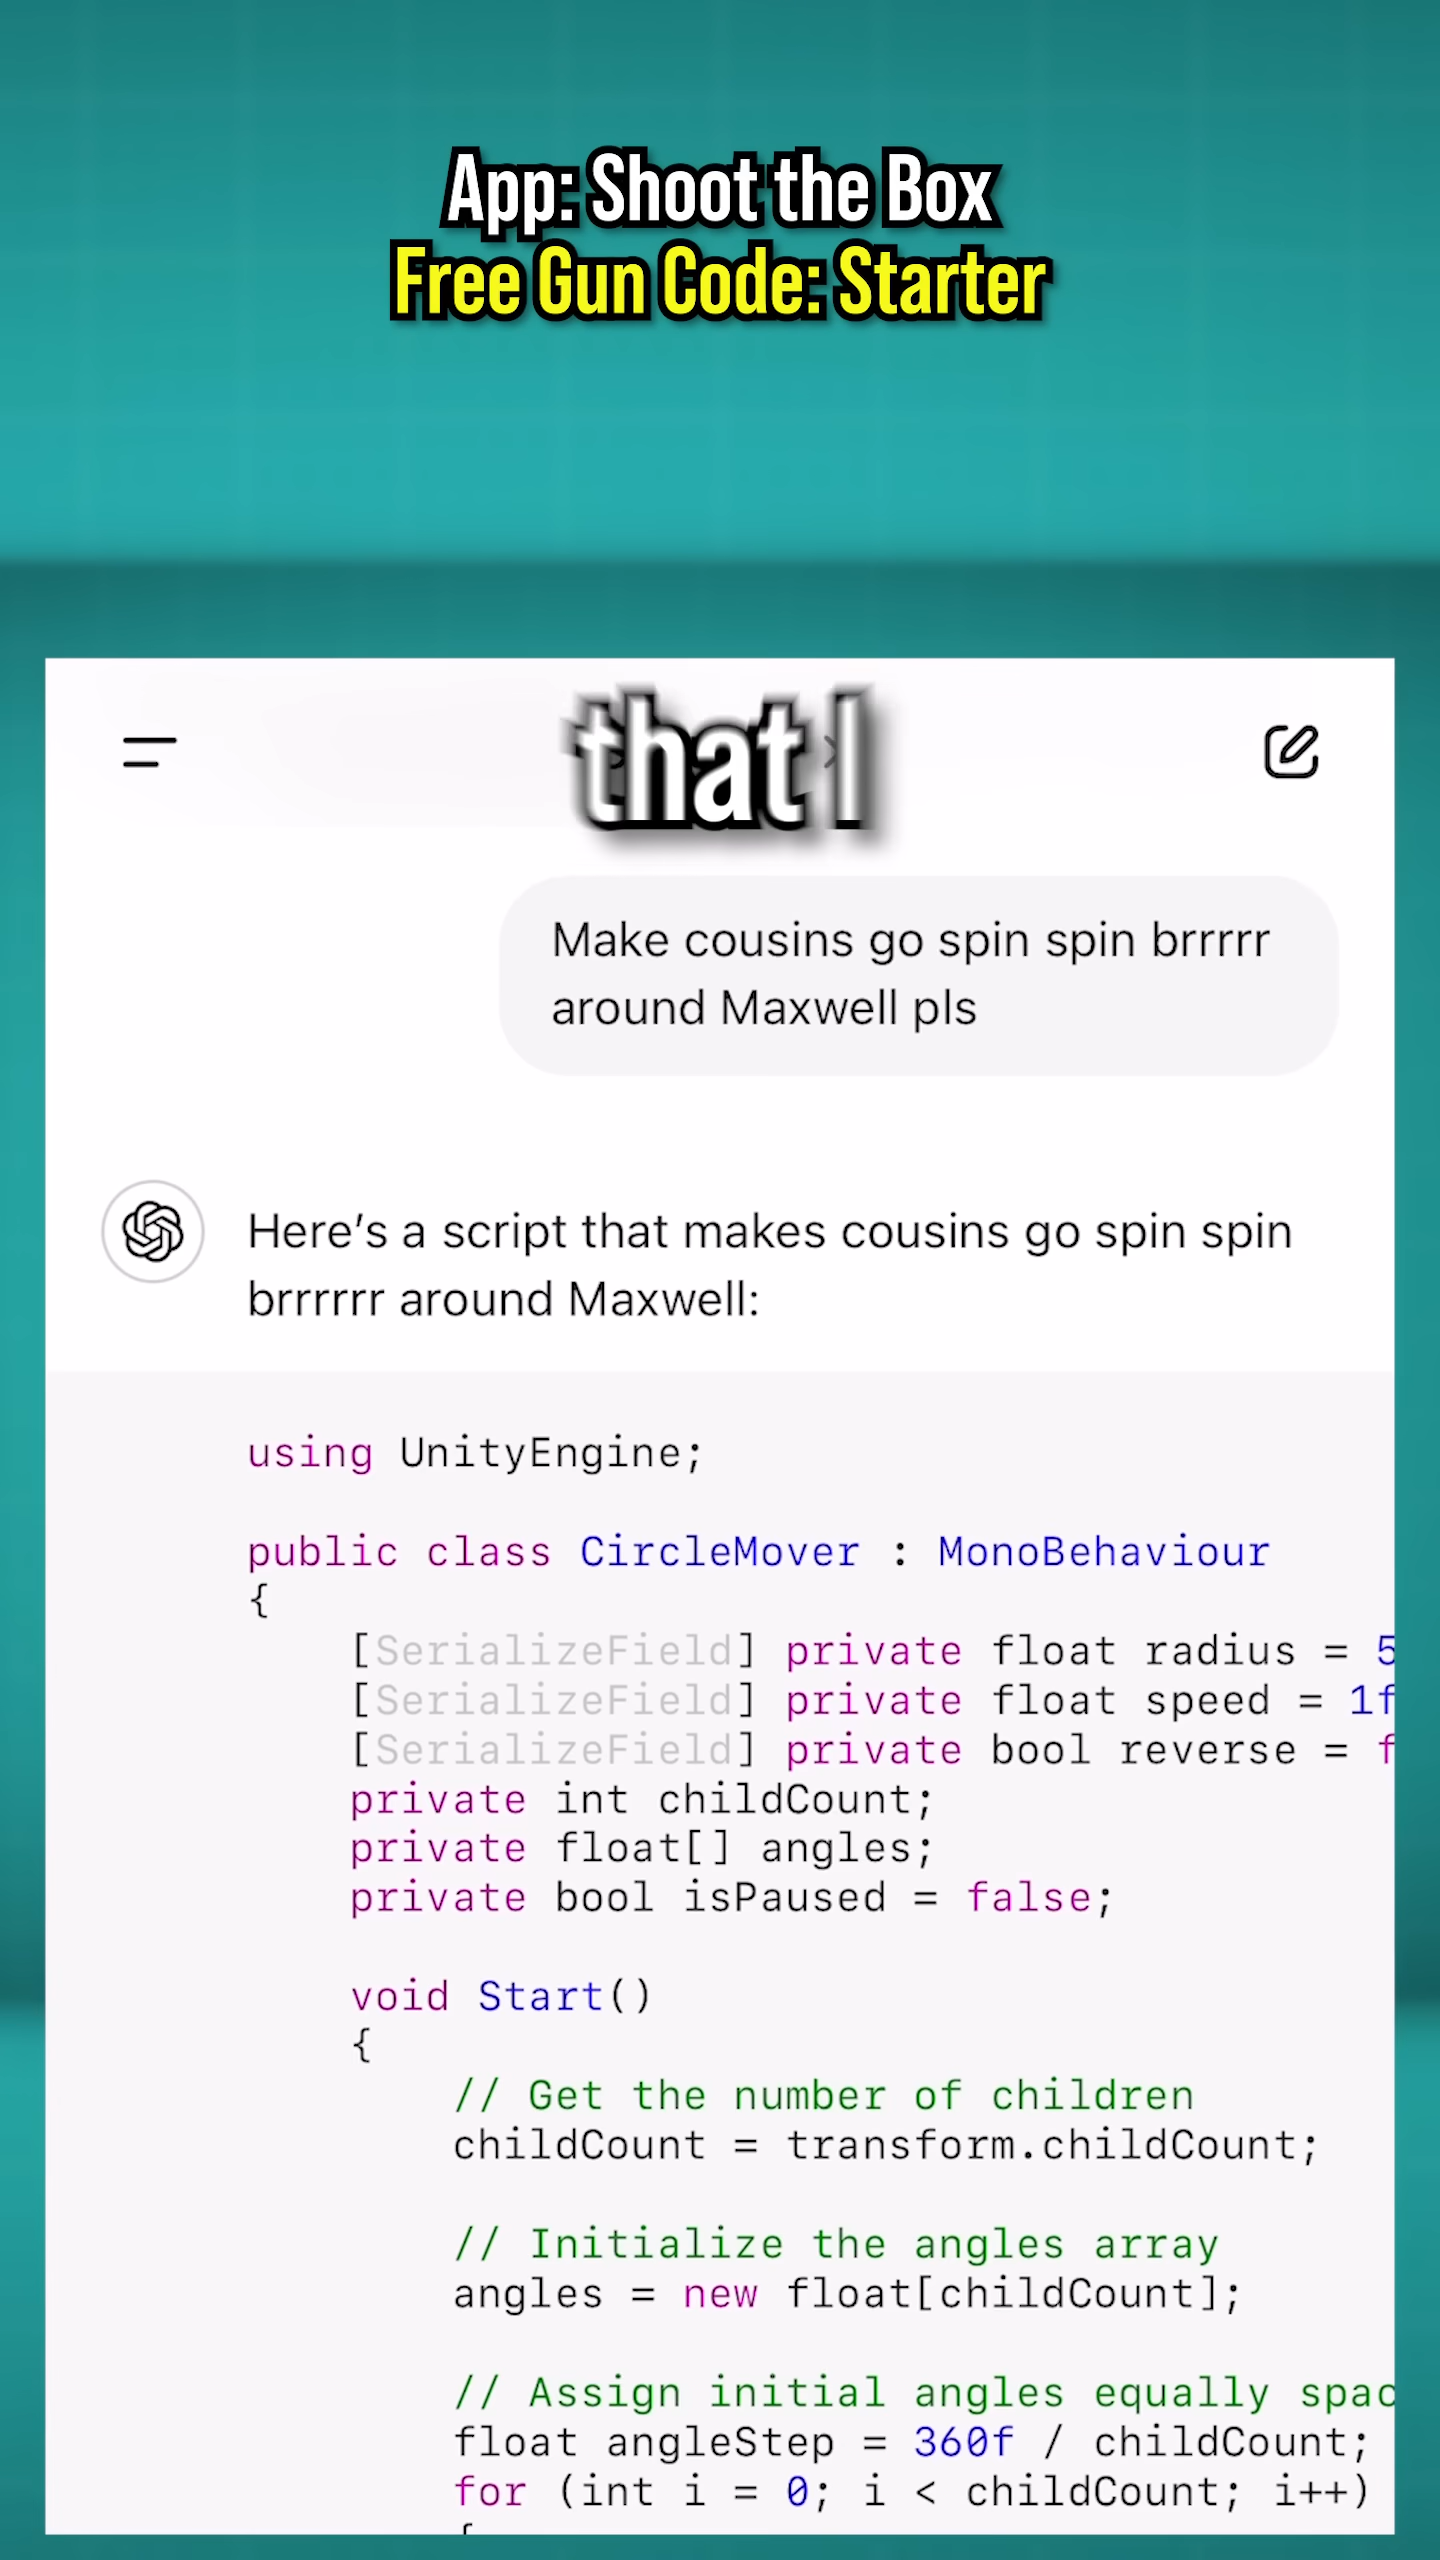 App: Shoot the Box
Free Gun Code: Starter
that I
Make cousins go spin spin brrrrr
around Maxwell pls
Here's a script that makes cousins go spin spin
brrrrrr around Maxwell:
using UnityEngine;
public class CircleMover : MonoBehaviour
{
[SerializeField] private float radius = 5
[SerializeField] private float speed = 1f
[SerializeField] private bool reverse = f
private int childCount;
private float[] angles;
private bool isPaused = false;
void Start()
{
// Get the number of children
childCount = transform.childCount;
// Initialize the angles array
angles = new float[childCount];
// Assign initial angles equally spac
float angleStep = 360f / childCount;
for (int i = 0; i < childCount; i++)
{